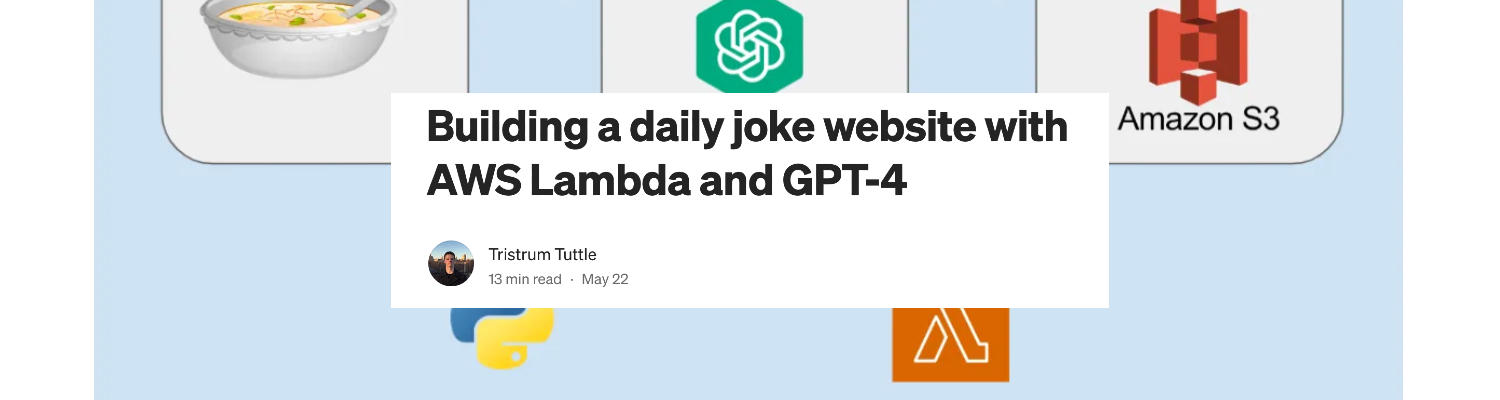 Amazon S3
Building a daily joke website with
AWS Lambda and GPT-4
Tristrum Tuttle
13 min read · May 22